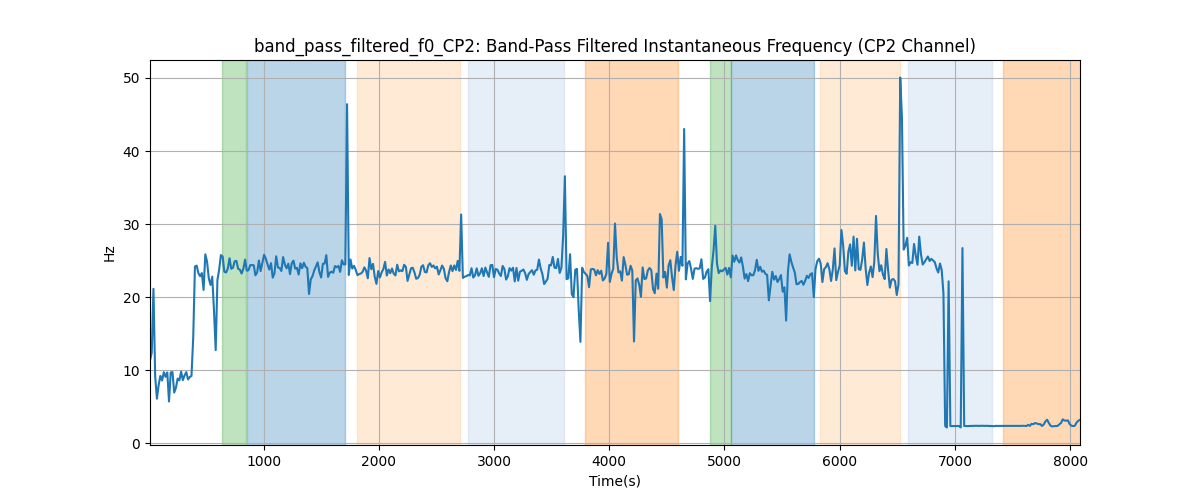 band_pass_filtered_f0_CP2: Band-Pass Filtered Instantaneous Frequency (CP2 Channel)
50
40
30
20
10
0
Hz
1000 2000 3000 4000 5000 6000 7000 8000
Time(s)